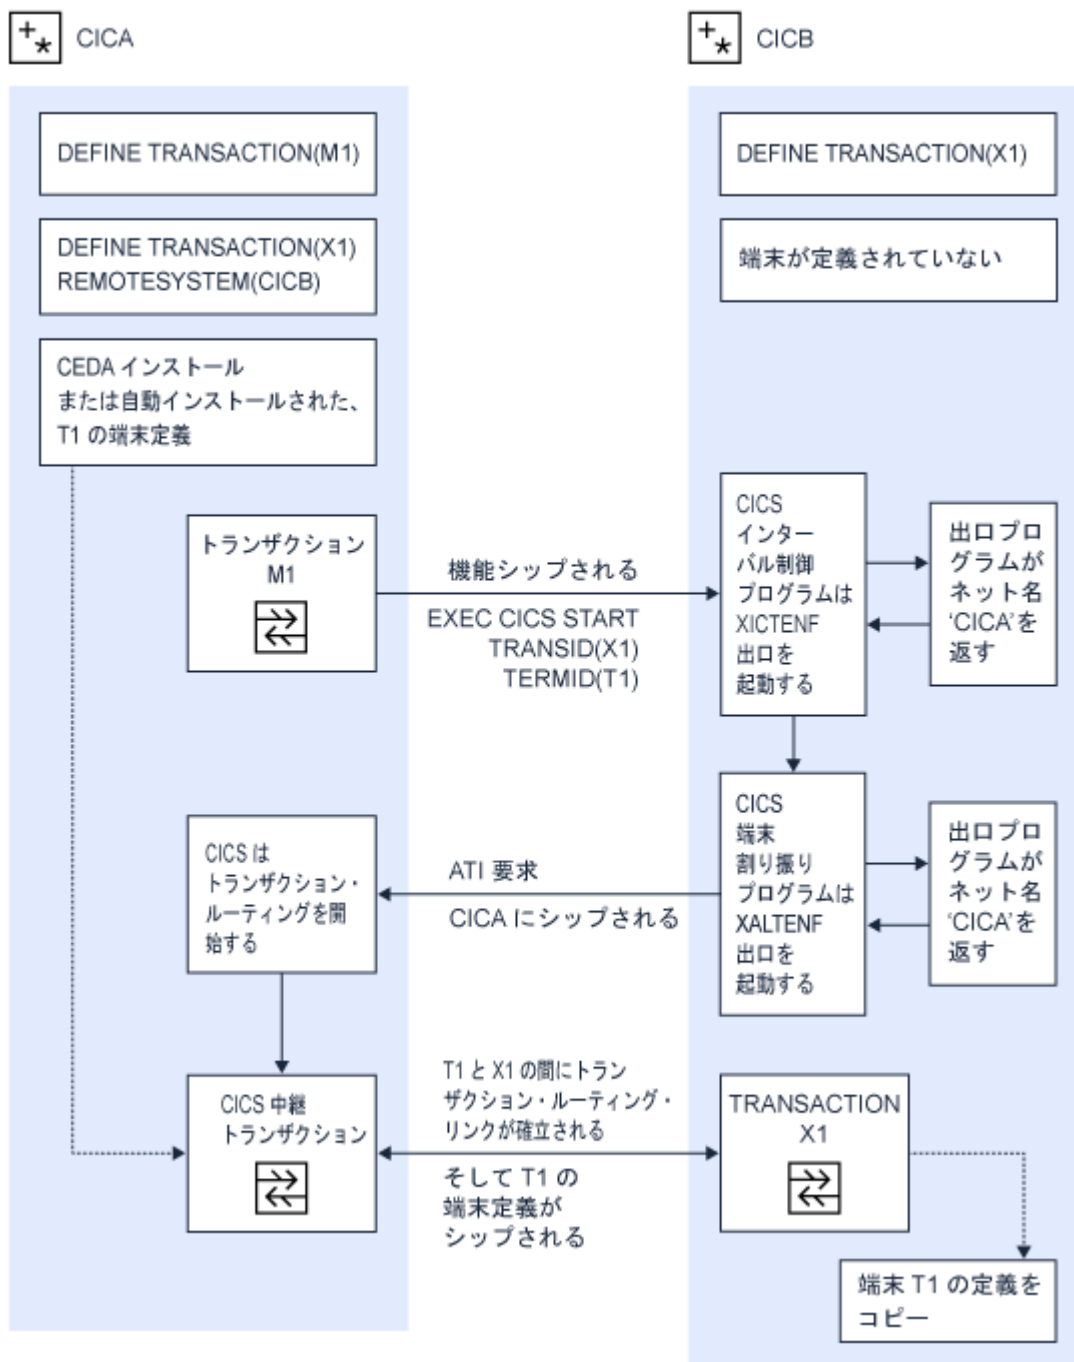 CICA
CICB
DEFINE TRANSACTION(M1)
DEFINE TRANSACTION(X1)
REMOTESYSTEM(CICB)
CEDA インストール
または自動インストールされた、
T1 の端末定義
DEFINE TRANSACTION(X1)
端末が定義されていない
トランザクション
M1
機能シップされる
EXEC CICS START
TRANSID(X1)
TERMID(T1)
CICS
インター
バル制御
プログラムは
XICTENF
出口を
起動する
出口プロ
グラムが
ネット名
‘CICA’を
返す
CICS は
トランザクション・
ルーティングを開
始する
ATI 要求
CICA にシップされる
CICS
端末
割り振り
プログラムは
XALTENF
出口を
起動する
出口プロ
グラムが
ネット名
‘CICA’を
返す
CICS 中継
トランザクション
T1 と X1 の間にトラン
ザクション・ルーティング・
リンクが確立される
そして T1 の
端末定義が
シップされる
TRANSACTION
X1
端末 T1 の定義を
コピー